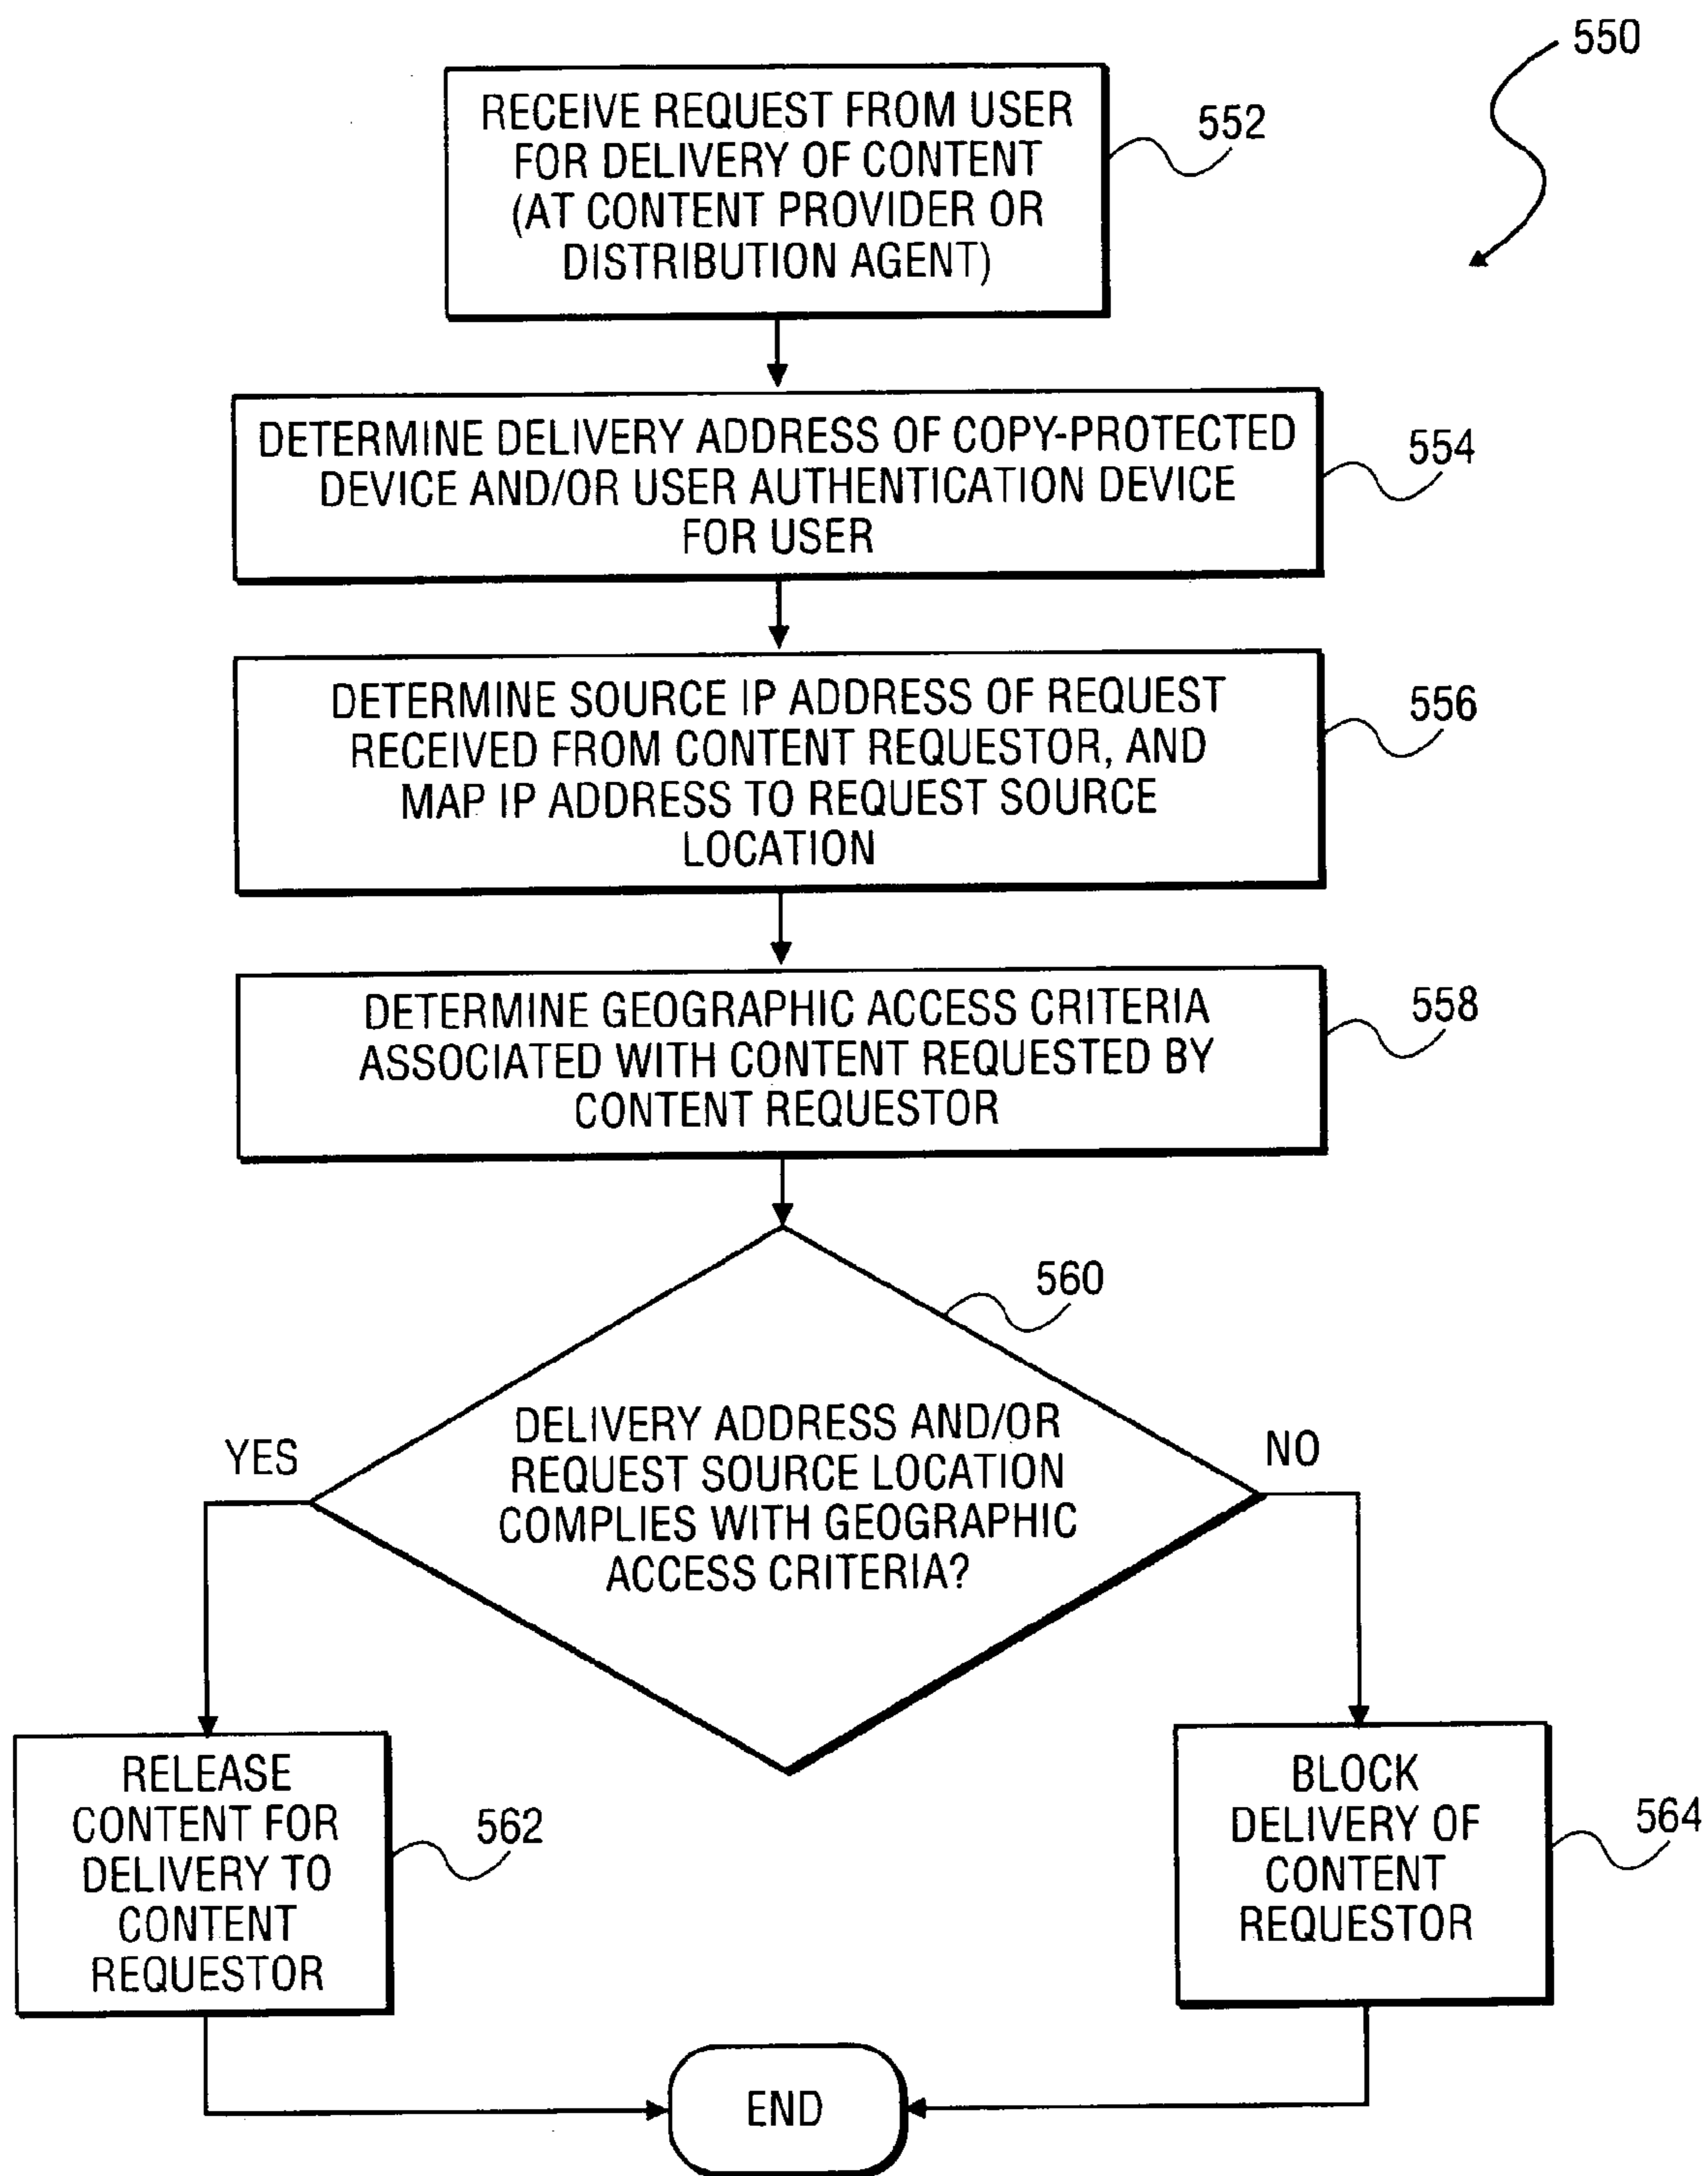 550
RECEIVE REQUEST FROM USER
FOR DELIVERY OF CONTENT
(AT CONTENT PROVIDER OR
DISTRIBUTION AGENT)
552
DETERMINE DELIVERY ADDRESS OF COPY-PROTECTED
DEVICE AND/OR USER AUTHENTICATION DEVICE
FOR USER
554
DETERMINE SOURCE IP ADDRESS OF REQUEST
RECEIVED FROM CONTENT REQUESTOR, AND
MAP IP ADDRESS TO REQUEST SOURCE
LOCATION
556
DETERMINE GEOGRAPHIC ACCESS CRITERIA
ASSOCIATED WITH CONTENT REQUESTED BY
CONTENT REQUESTOR
558
560
DELIVERY ADDRESS AND/OR
REQUEST SOURCE LOCATION
COMPLIES WITH GEOGRAPHIC
ACCESS CRITERIA?
YES
NO
RELEASE
CONTENT FOR
DELIVERY TO
CONTENT
REQUESTOR
562
BLOCK
DELIVERY OF
CONTENT
REQUESTOR
564
END